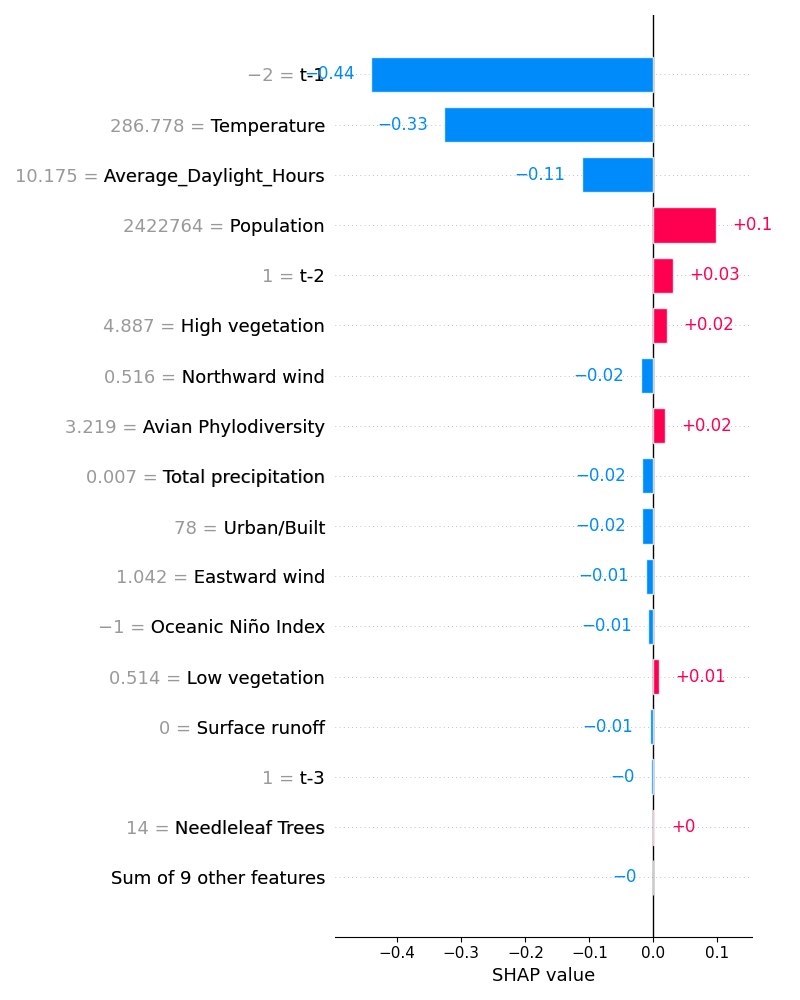 −2 = t-1 −0.44
286.778 = Temperature −0.33
10.175 = Average_Daylight_Hours −0.11
2422764 = Population +0.1
1 = t-2 +0.03
4.887 = High vegetation +0.02
0.516 = Northward wind −0.02
3.219 = Avian Phylodiversity +0.02
0.007 = Total precipitation −0.02
78 = Urban/Built −0.02
1.042 = Eastward wind −0.01
−1 = Oceanic Niño Index −0.01
0.514 = Low vegetation +0.01
0 = Surface runoff −0.01
1 = t-3 −0
14 = Needleleaf Trees +0
Sum of 9 other features −0
−0.4 −0.3 −0.2 −0.1 0.0 0.1
SHAP value